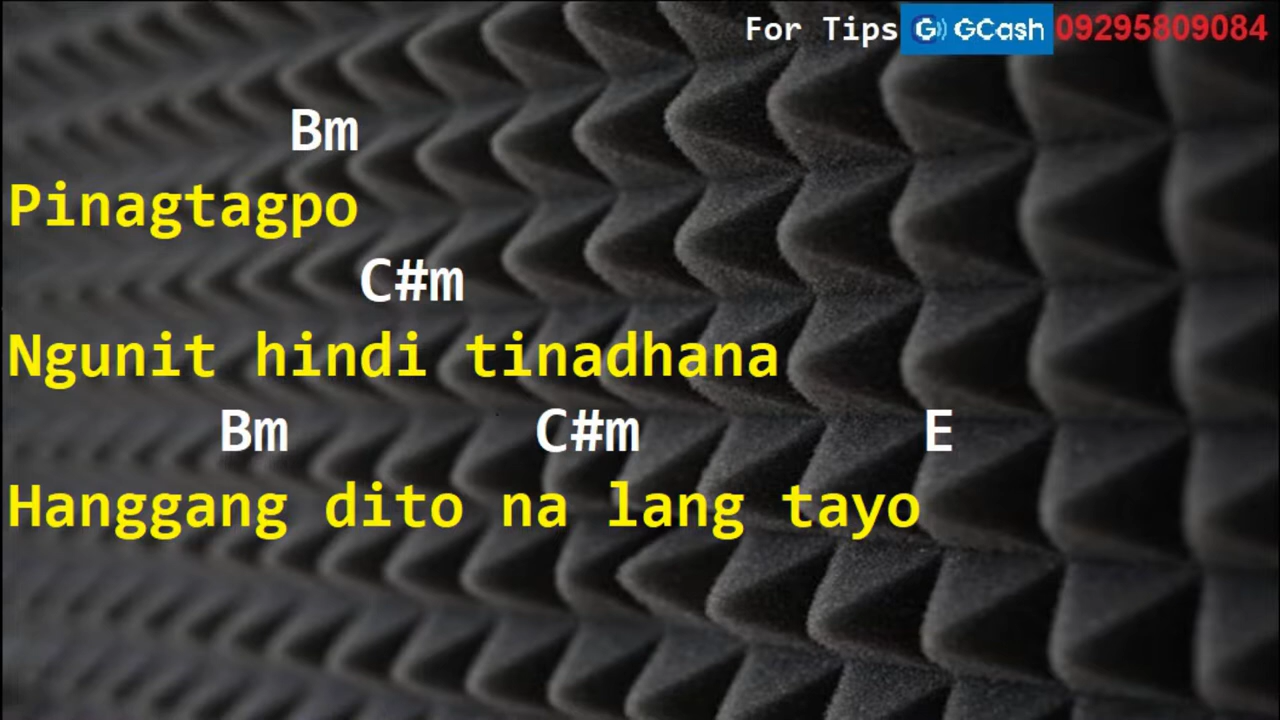 For Tips GCash 09295809084
Bm
Pinagtagpo
C#m
Ngunit hindi tinadhana
Bm C#m E
Hanggang dito na lang tayo